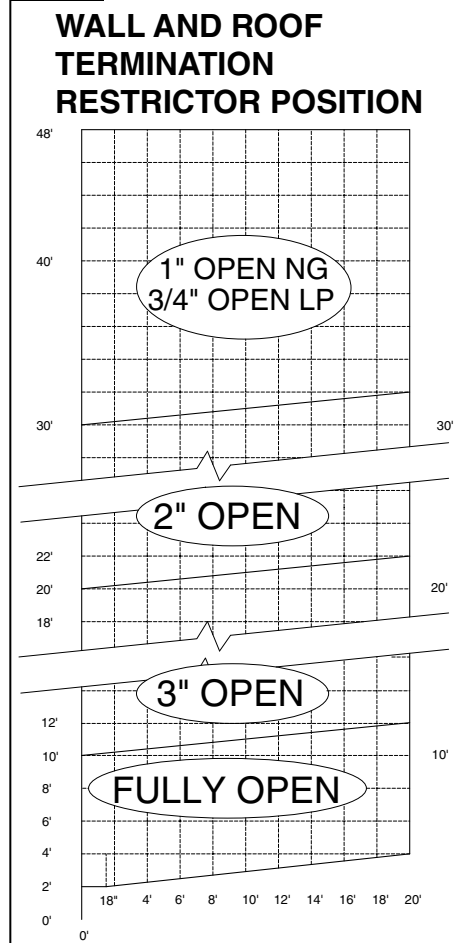 WALL AND ROOF
TERMINATION
RESTRICTOR POSITION
48'
40'
1" OPEN NG
3/4" OPEN LP
30'
30'
2" OPEN
22'
20'
20'
18'
3" OPEN
12'
10'
10'
FULLY OPEN
8'
6'
4'
2'
18" 4' 6' 8' 10' 12' 14' 16' 18' 20'
0'
0'